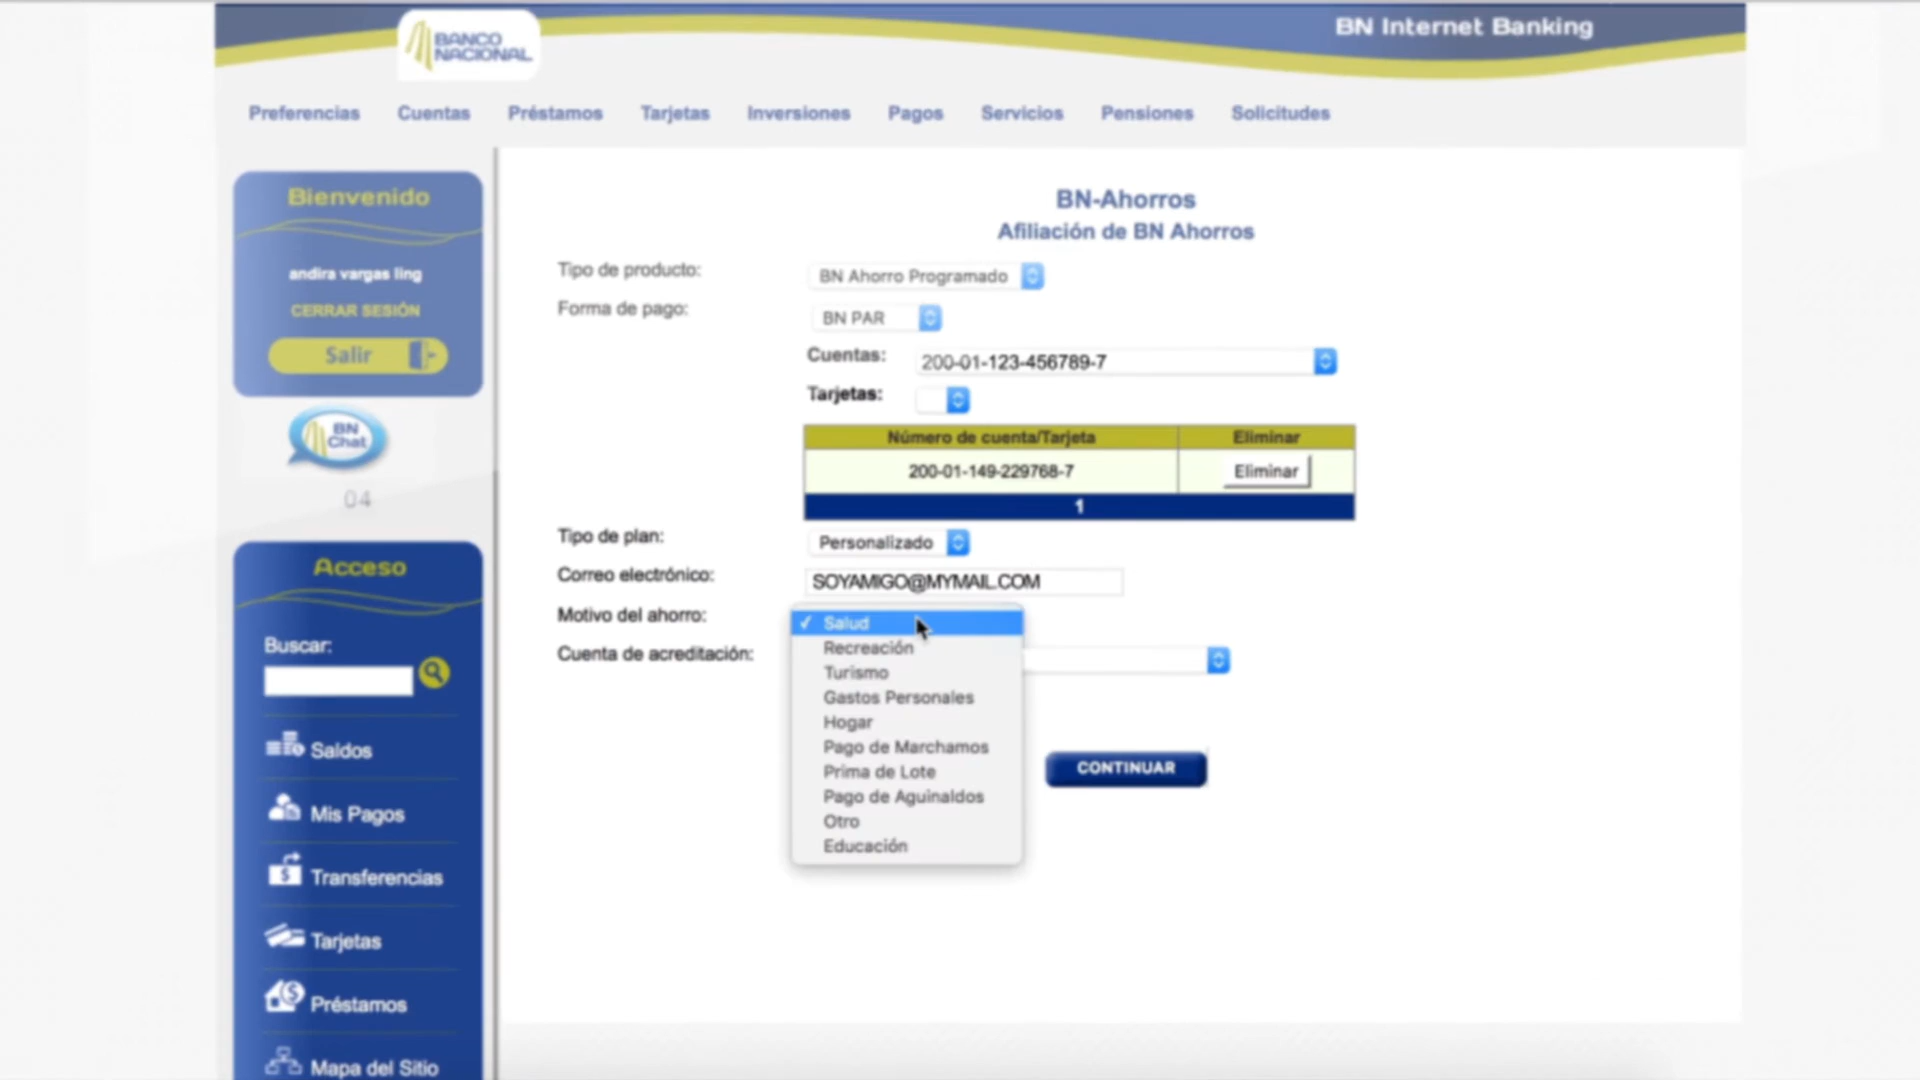 BANCO
NACIONAL
BN Internet Banking
Preferencias Cuentas Préstamos Tarjetas Inversiones Pagos Servicios Pensiones Solicitudes
Bienvenido
andira vargas ling
CERRAR SESIÓN
Salir
BN
Chat
04
Acceso
Buscar:
Saldos
Mis Pagos
Transferencias
Tarjetas
Préstamos
Mapa del Sitio
BN-Ahorros
Afiliación de BN Ahorros
Tipo de producto: BN Ahorro Programado
Forma de pago: BN PAR
Cuentas: 200-01-123-456789-7
Tarjetas:
Número de cuenta/Tarjeta Eliminar
200-01-149-229768-7 Eliminar
1
Tipo de plan: Personalizado
Correo electrónico: SOYAMIGO@MYMAIL.COM
Motivo del ahorro: ✓ Salud
Recreación
Cuenta de acreditación:
Turismo
Gastos Personales
Hogar
Pago de Marchamos
Prima de Lote
Pago de Aguinaldos
Otro
Educación
CONTINUAR